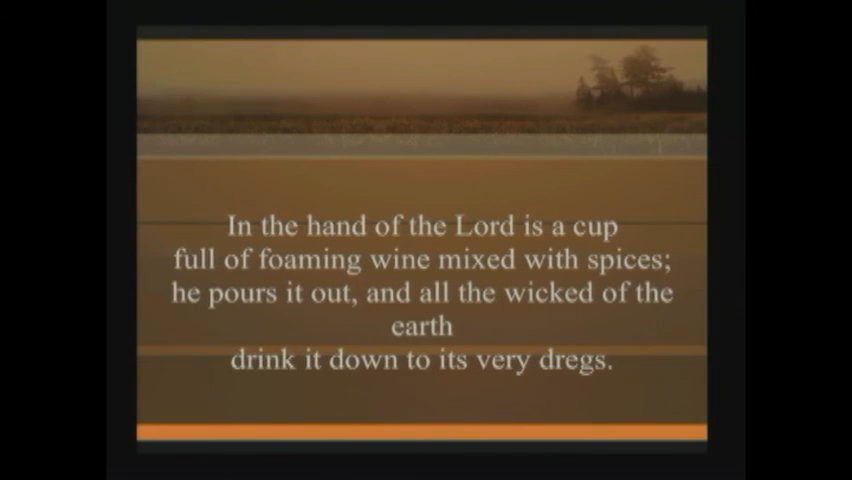 In the hand of the Lord is a cup
full of foaming wine mixed with spices;
he pours it out, and all the wicked of the
earth
drink it down to its very dregs.